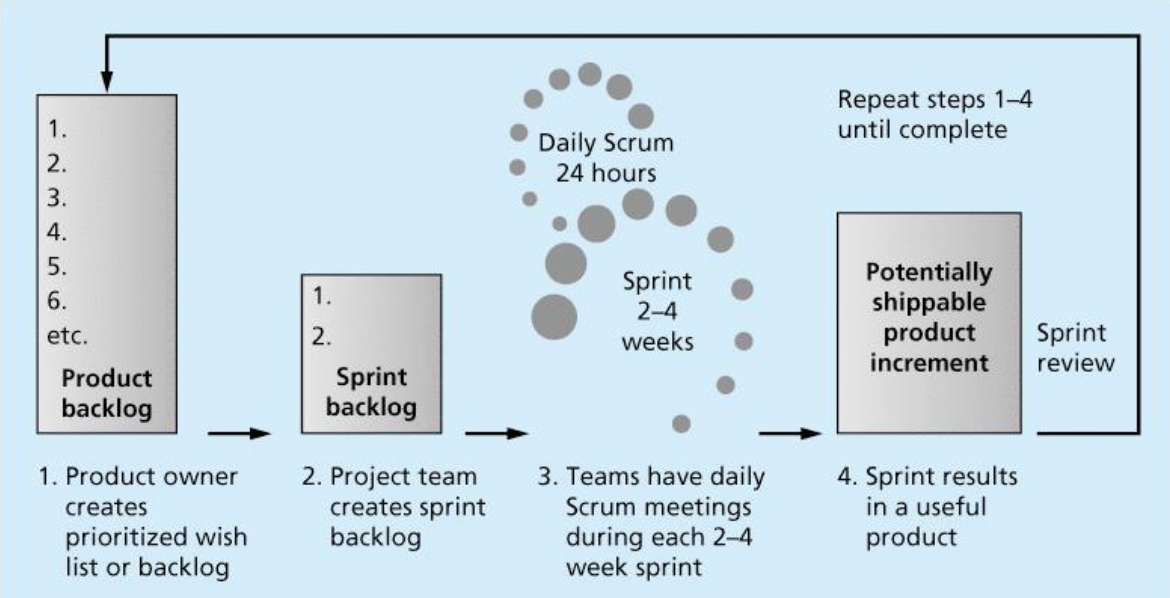 1.
2.
3.
4.
5.
6.
etc.
Product
backlog
1. Product owner
creates
prioritized wish
list or backlog
1.
2.
Sprint
backlog
2. Project team
creates sprint
backlog
Daily Scrum
24 hours
Sprint
2–4
weeks
3. Teams have daily
Scrum meetings
during each 2–4
week sprint
Repeat steps 1–4
until complete
Potentially
shippable
product
increment
Sprint
review
4. Sprint results
in a useful
product